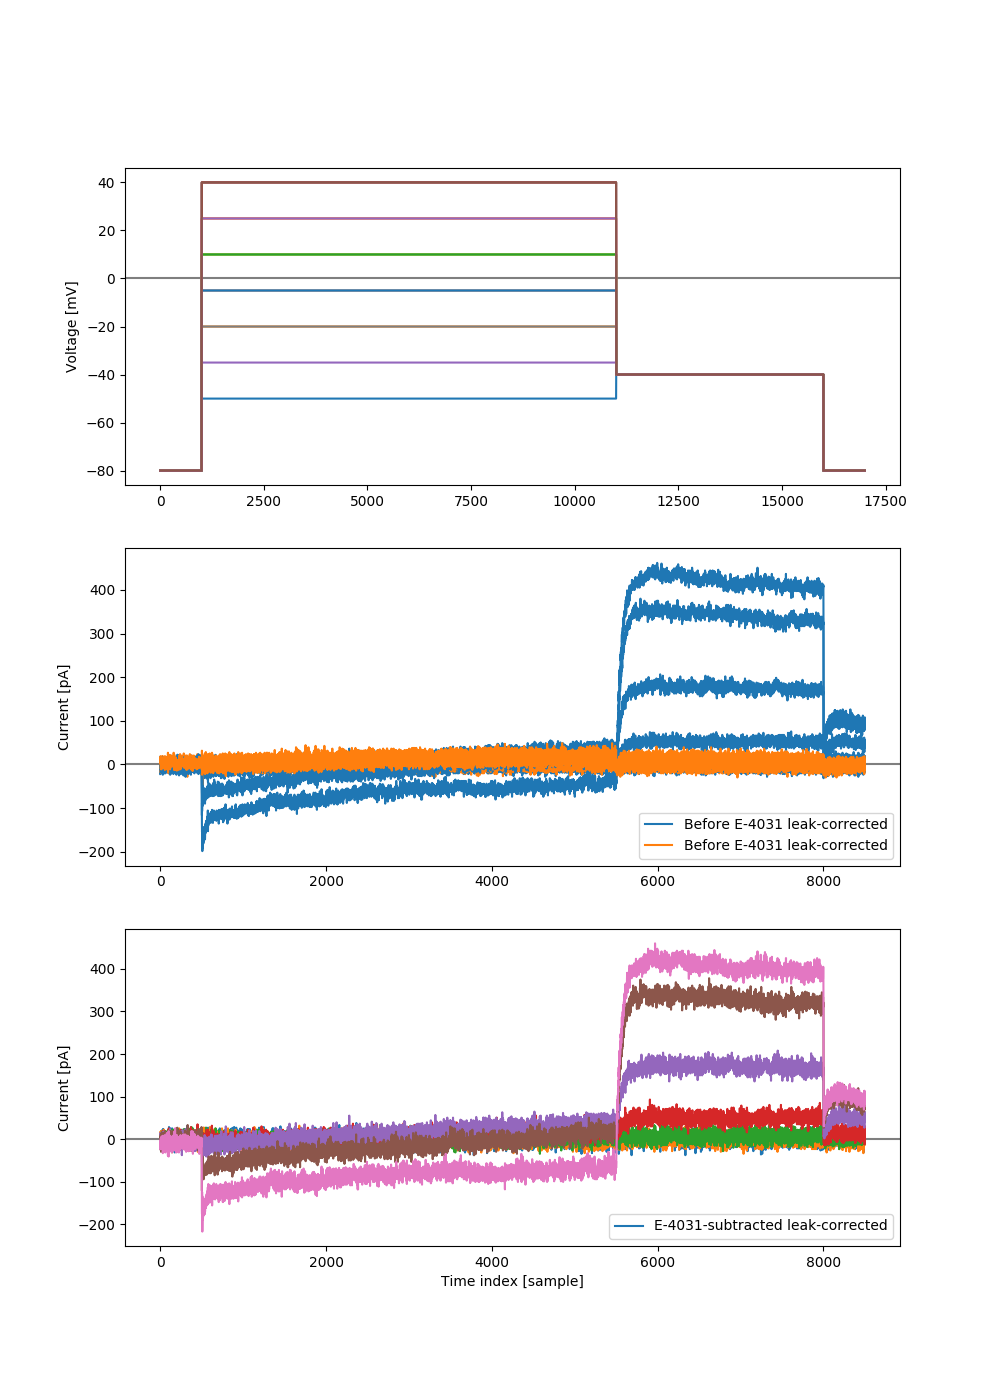 40
20
0
−20
−40
−60
−80
Voltage [mV]
0 2500 5000 7500 10000 12500 15000 17500
400
300
200
100
0
−100
−200
Current [pA]
Before E-4031 leak-corrected
Before E-4031 leak-corrected
0 2000 4000 6000 8000
400
300
200
100
0
−100
−200
Current [pA]
E-4031-subtracted leak-corrected
0 2000 4000 6000 8000
Time index [sample]